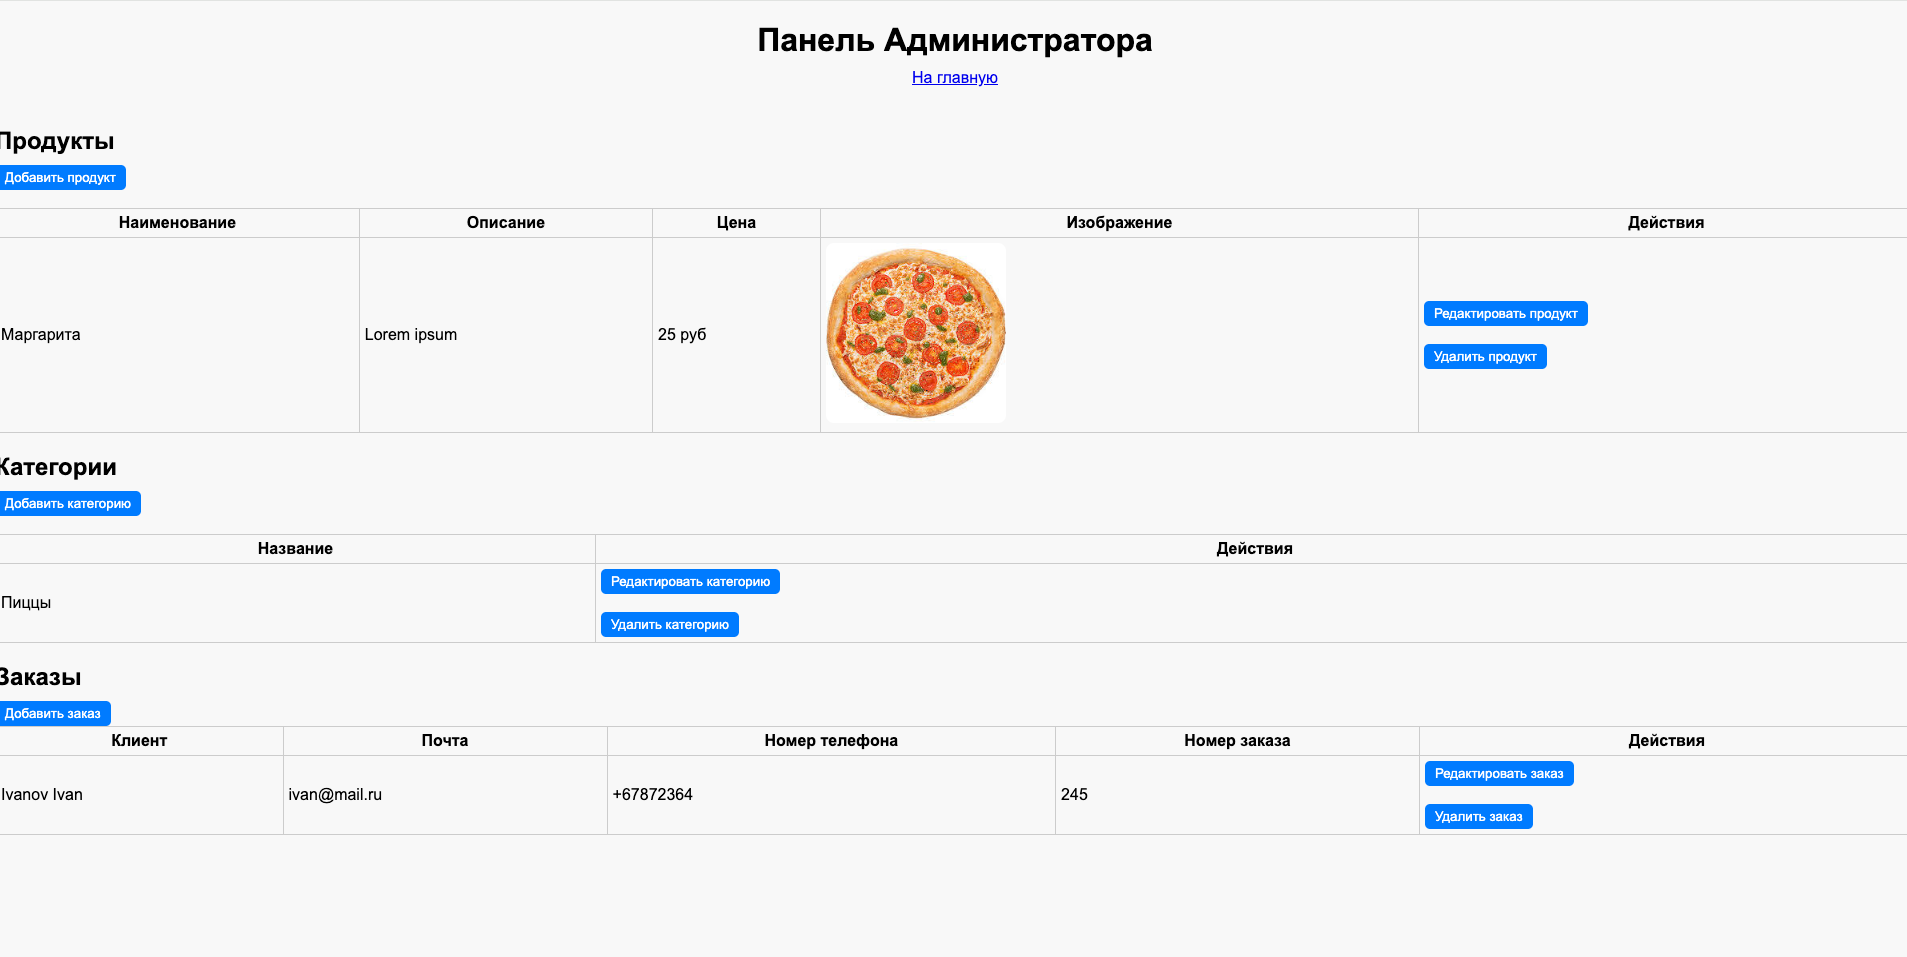 Панель Администратора
На главную
Продукты
Добавить продукт
Наименование Описание Цена Изображение Действия
Маргарита Lorem ipsum 25 руб
Редактировать продукт
Удалить продукт
Категории
Добавить категорию
Название Действия
Пиццы
Редактировать категорию
Удалить категорию
Заказы
Добавить заказ
Клиент Почта Номер телефона Номер заказа Действия
Ivanov Ivan ivan@mail.ru +67872364 245
Редактировать заказ
Удалить заказ